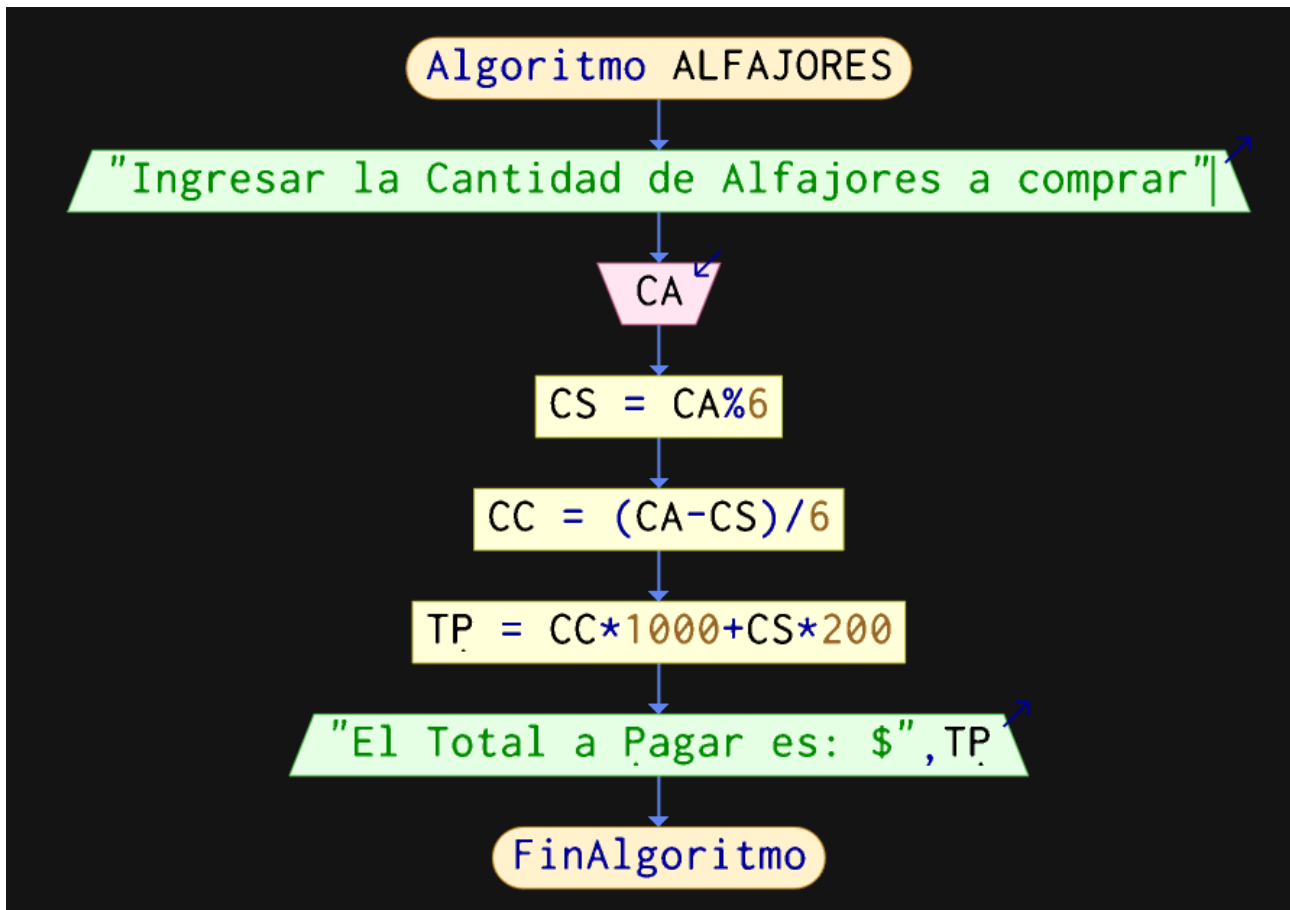 Algoritmo ALFAJORES
"Ingresar la Cantidad de Alfajores a comprar"
CA
CS = CA%6
CC = (CA-CS)/6
TP = CC*1000+CS*200
"El Total a Pagar es: $",TP
FinAlgoritmo